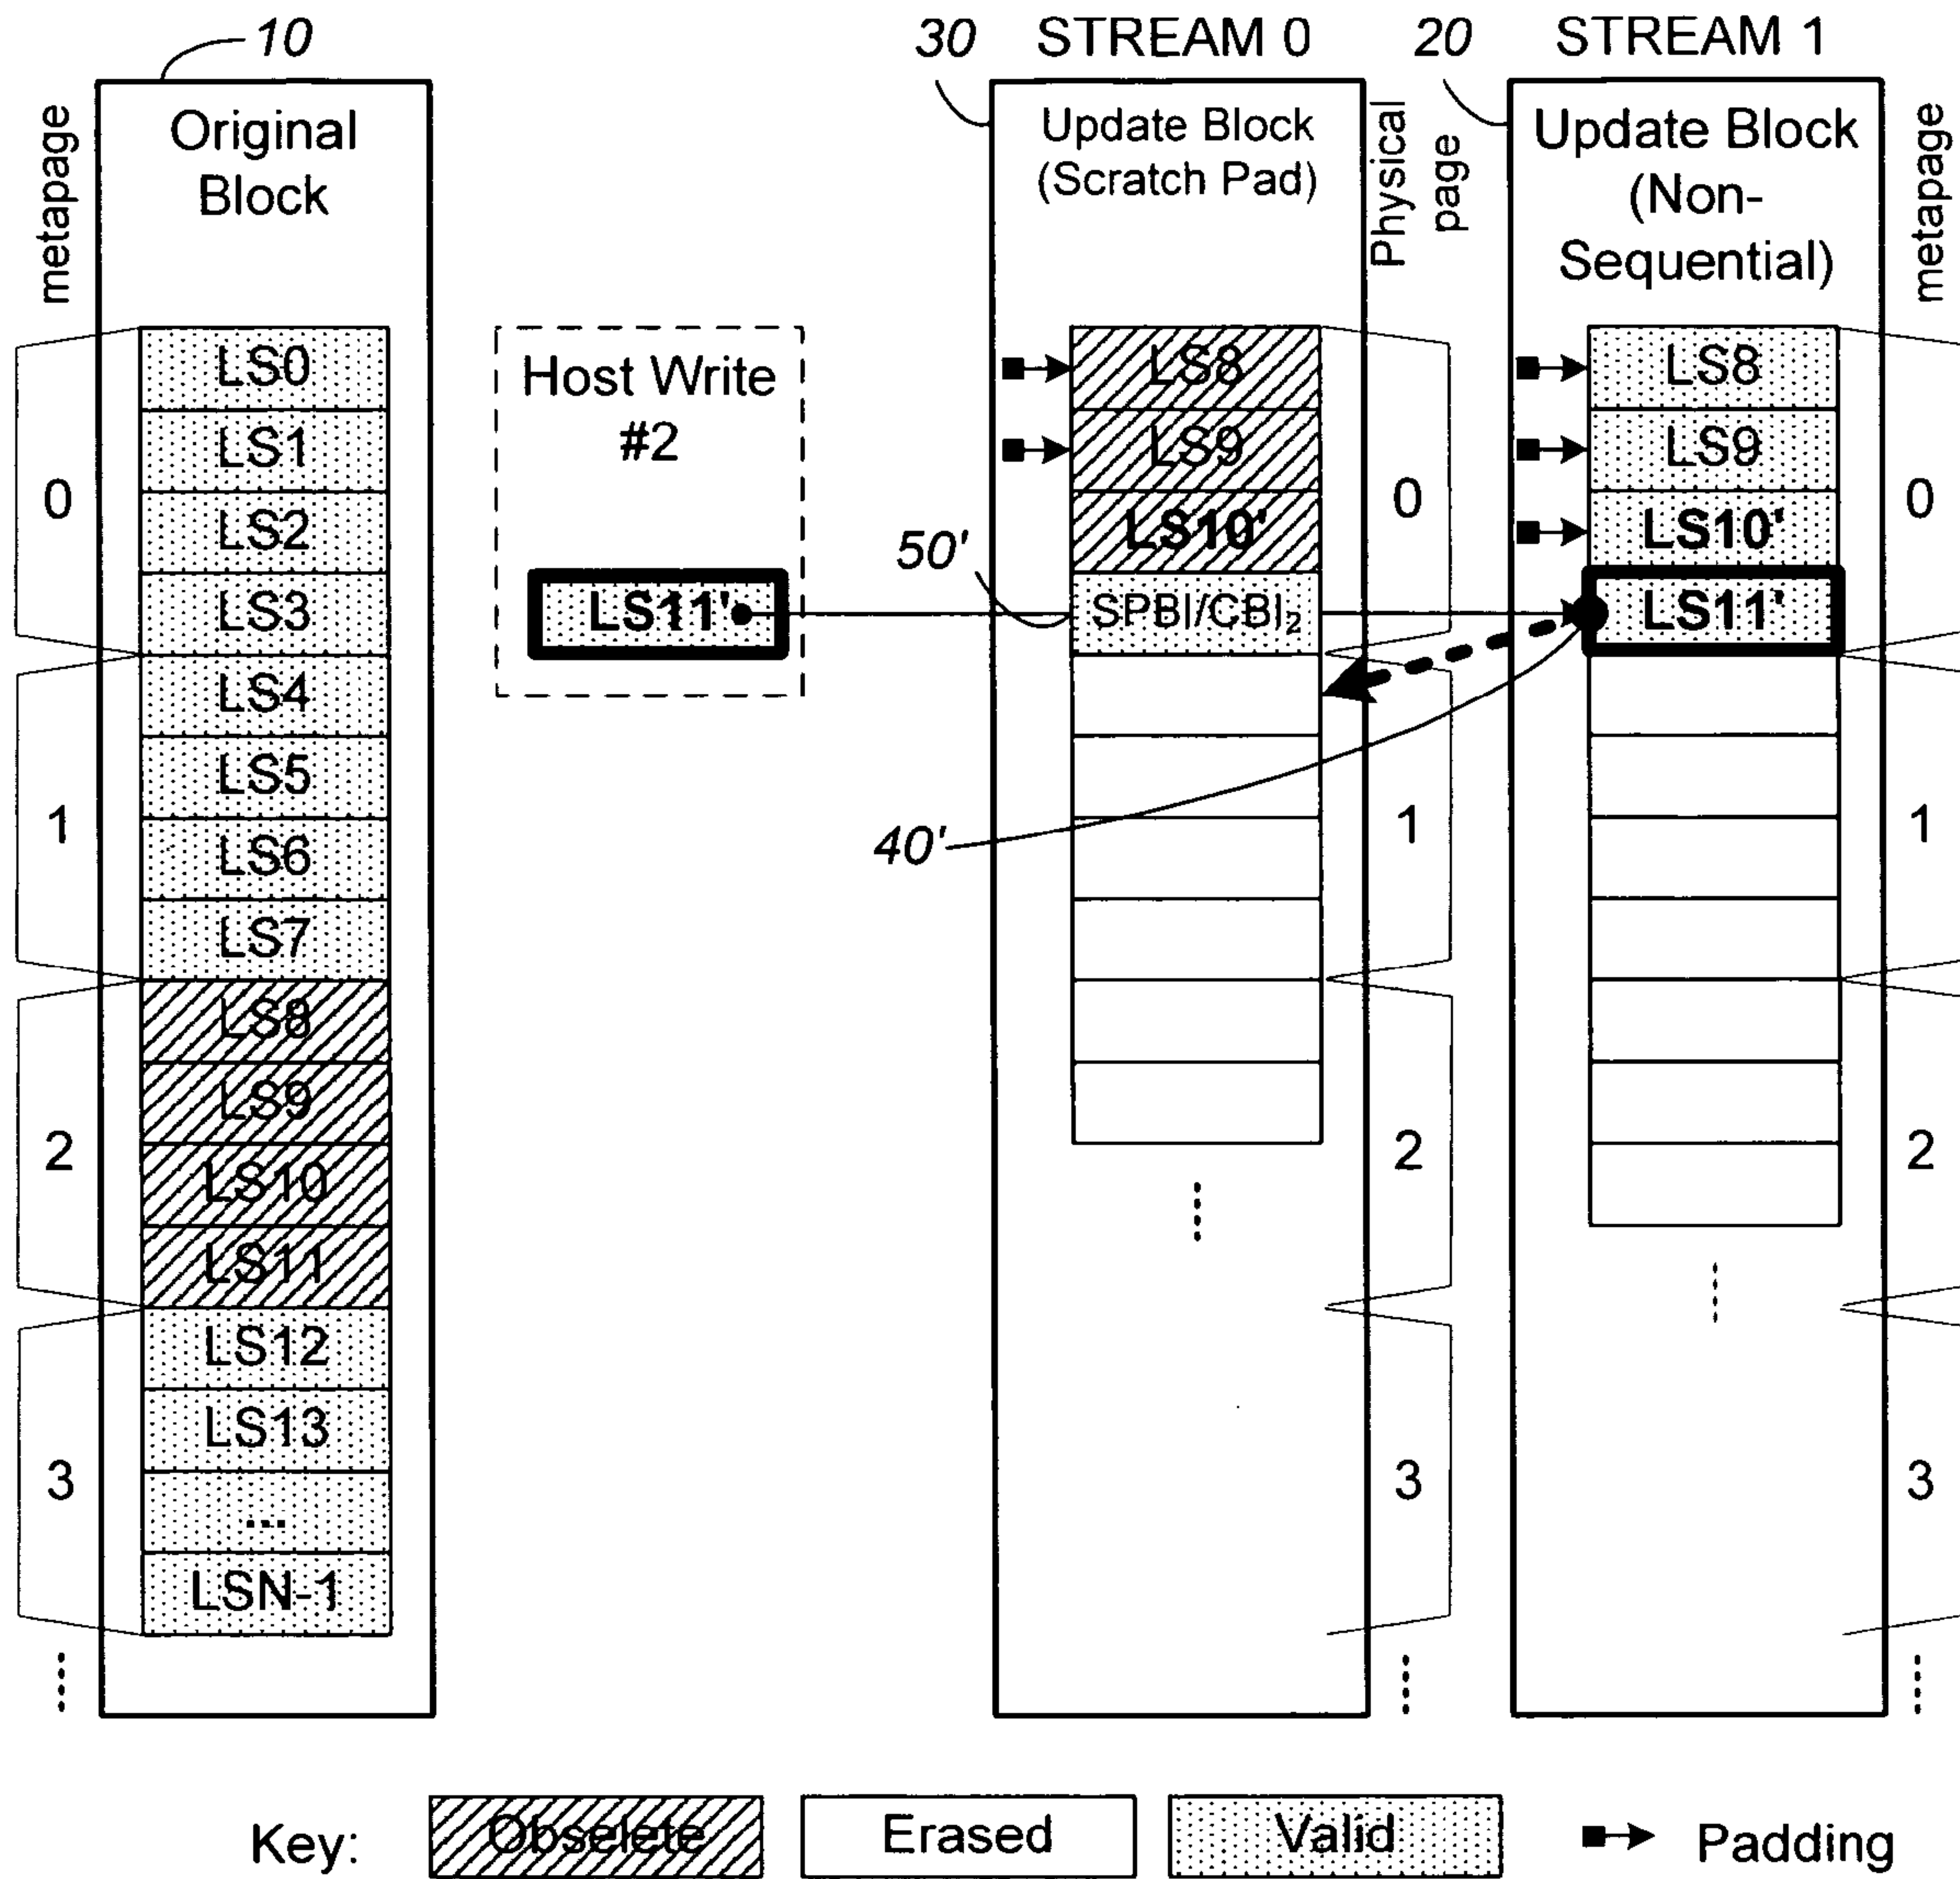 10
metapage
Original
Block
LS0
LS1
LS2
LS3
LS4
LS5
LS6
LS7
LS8
LS9
LS10
LS11
LS12
LS13
...
LSN-1
0
1
2
3
Host Write
#2
LS11'
30
STREAM 0
Update Block
(Scratch Pad)
Physical
page
LS8
LS9
LS10'
SPBI/CBI₂
50'
40'
0
1
2
3
20
STREAM 1
Update Block
(Non-
Sequential)
metapage
LS8
LS9
LS10'
LS11'
0
1
2
3
Key:
Obselete
Erased
Valid
Padding